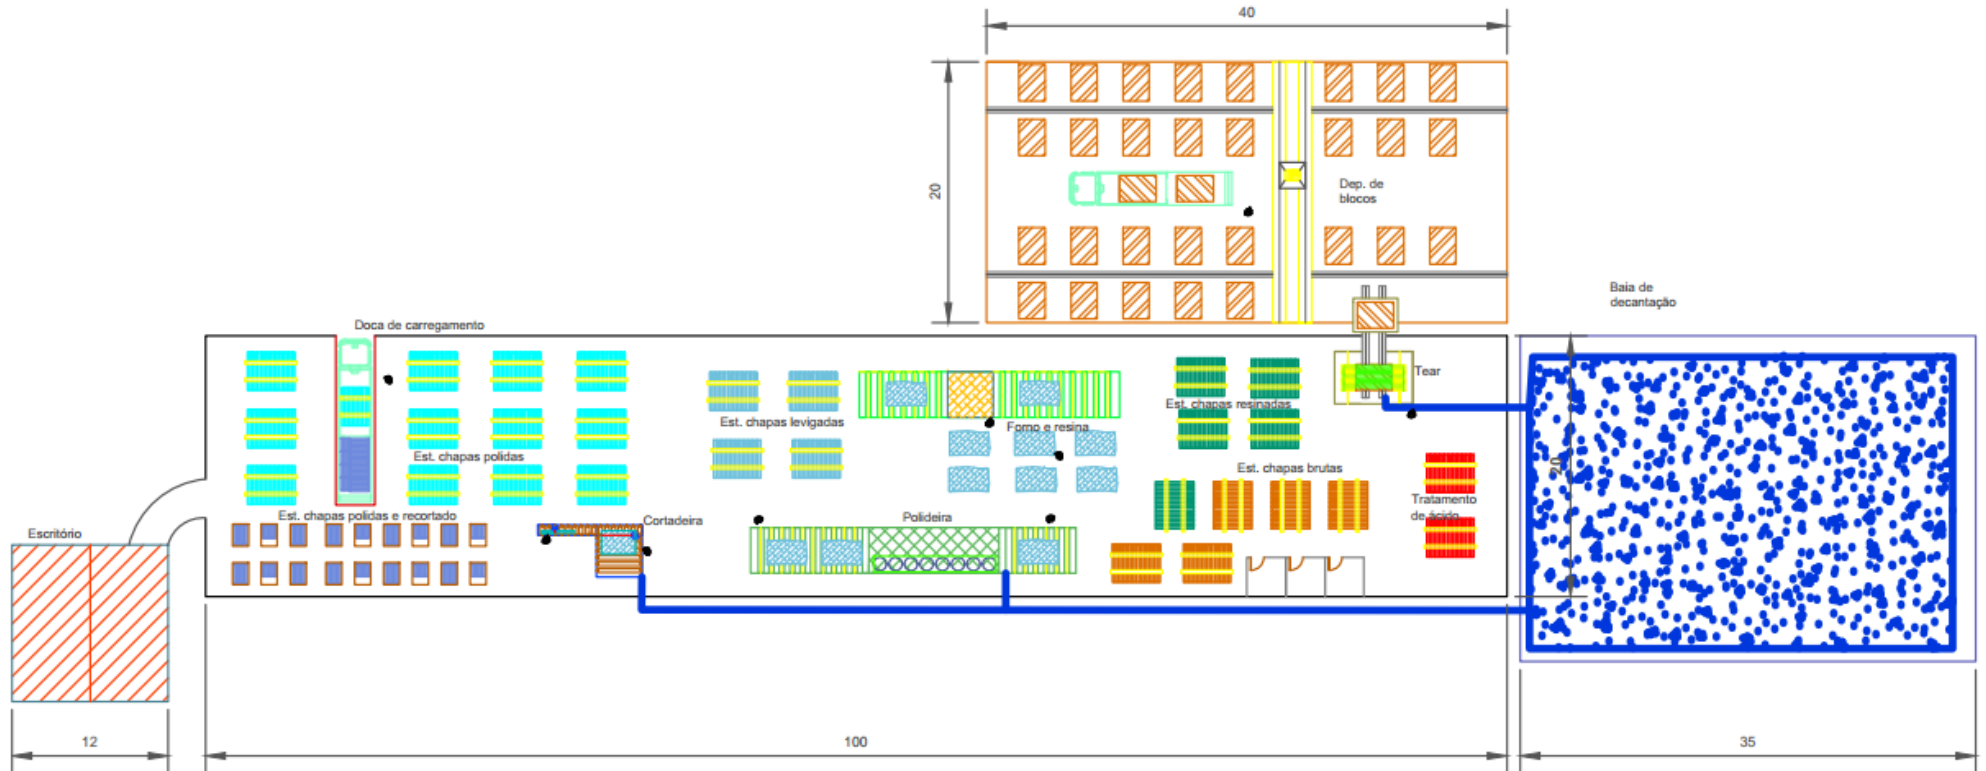 40
20
Dep. de
blocos
Baia de
decantação
Doca de carregamento
Tear
Est. chapas resinadas
Est. chapas levigadas
Forno e resina
Est. chapas polidas
Est. chapas brutas
20
Tratamento
de ácido
Est. chapas polidas e recortado
Cortadeira
Polideira
Escritório
12
100
35